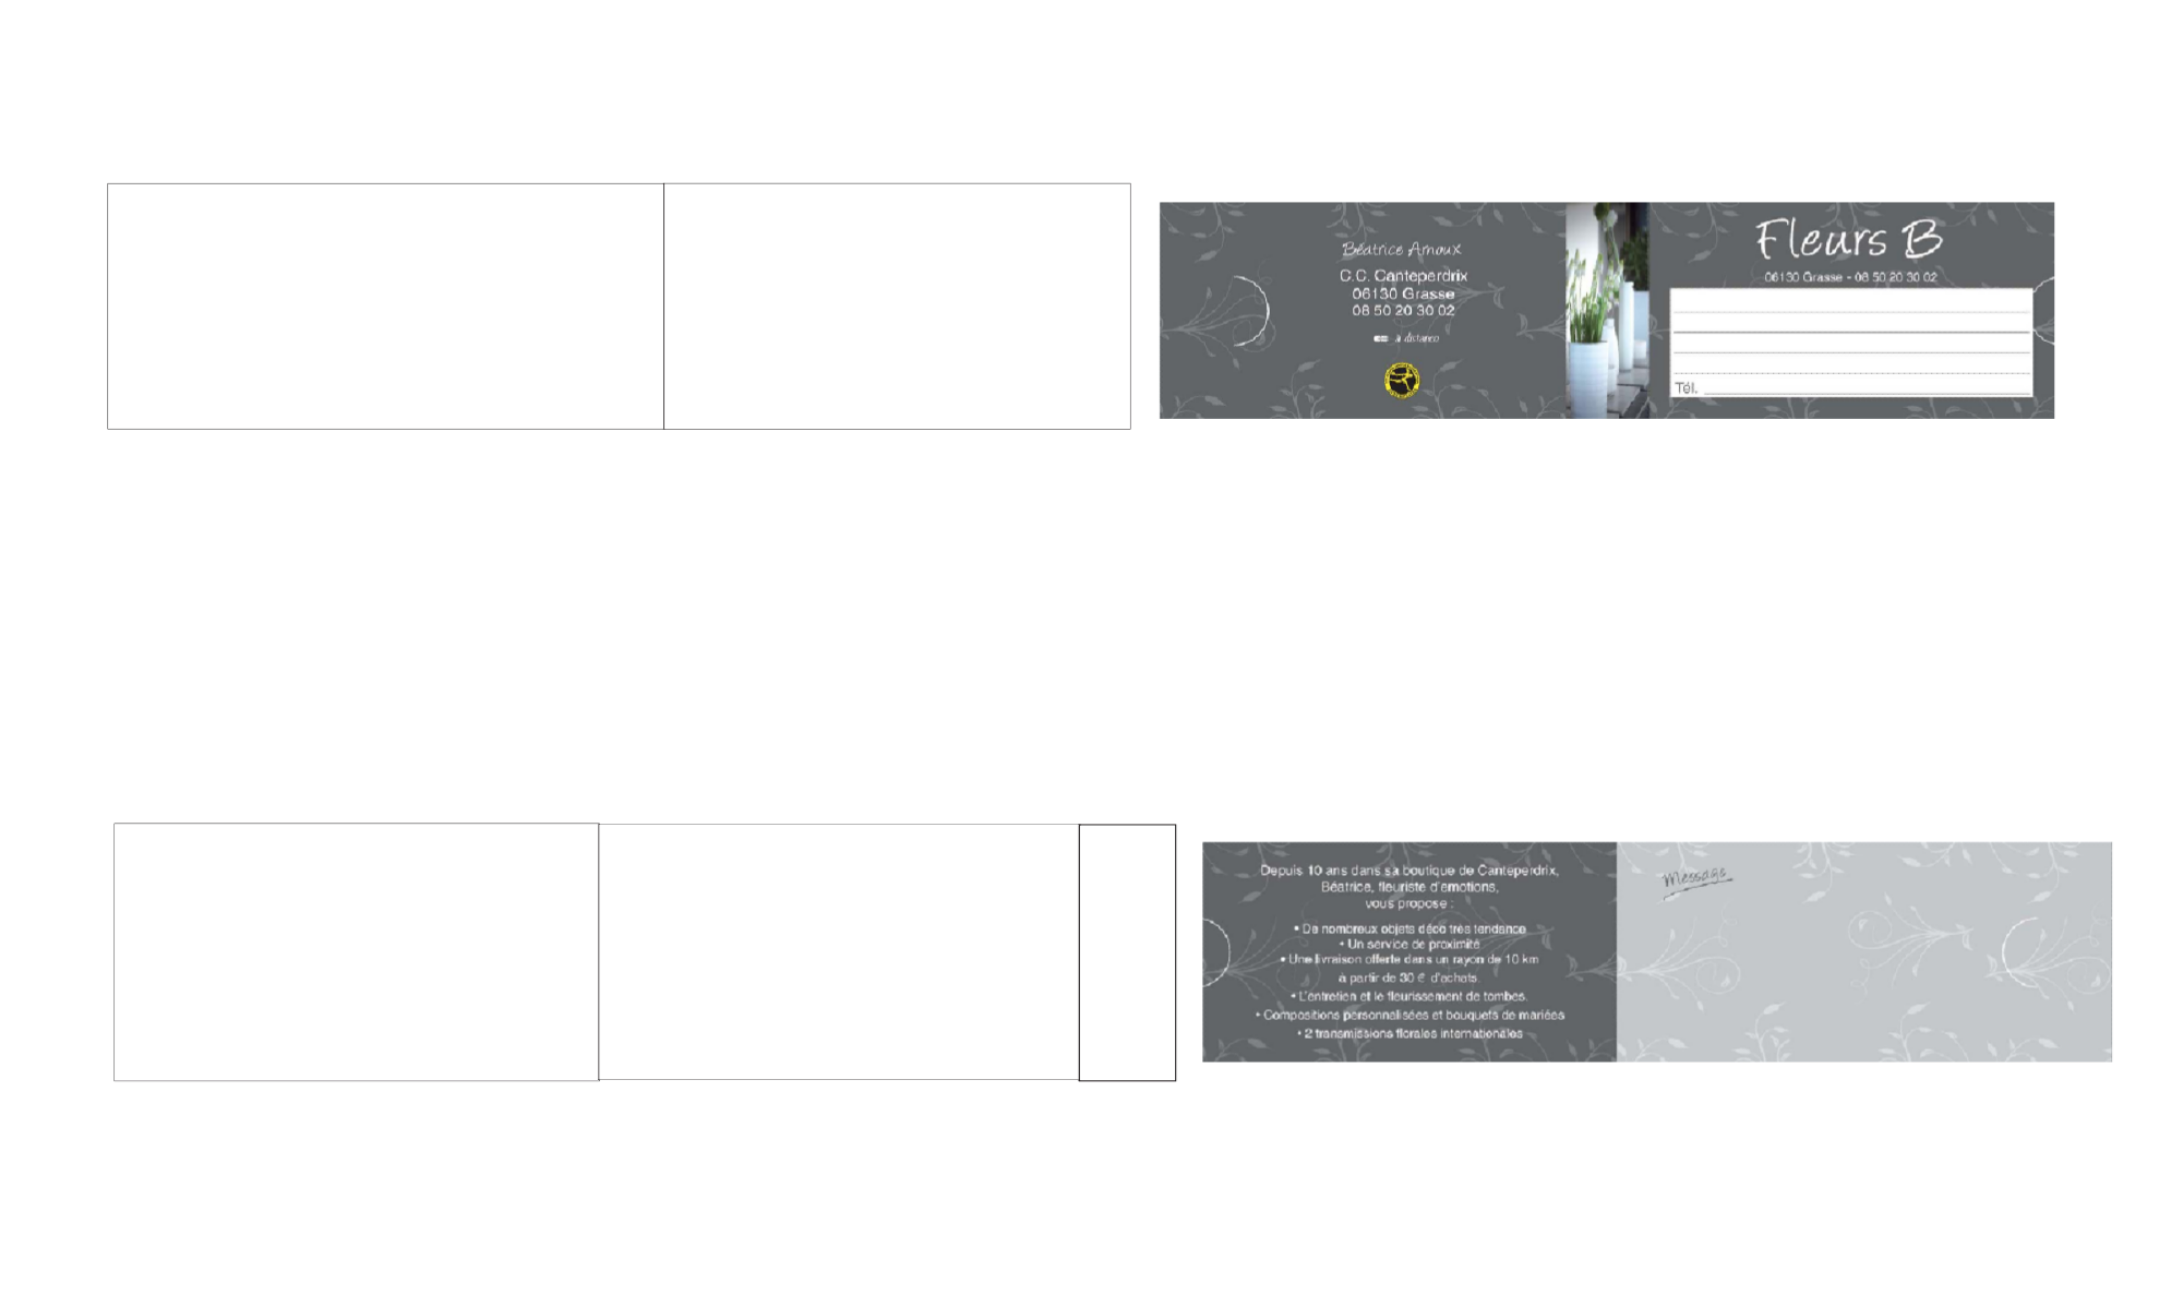 Béatrice Arnoux
C.C. Canteperdrix
06130 Grasse
08 50 20 30 02
à distance
Fleurs B
06130 Grasse - 08 50 20 30 02
Tél.
Depuis 10 ans dans sa boutique de Canteperdrix,
Béatrice, fleuriste d'emotions,
vous propose :
• De nombreux objets déco très tendance
• Un service de proximité
• Une livraison offerte dans un rayon de 10 km
à partir de 30 € d'achats.
• L'entretien et le fleurissement de tombes.
• Compositions personnalisées et bouquets de mariées
• 2 transmissions florales internationales
Message